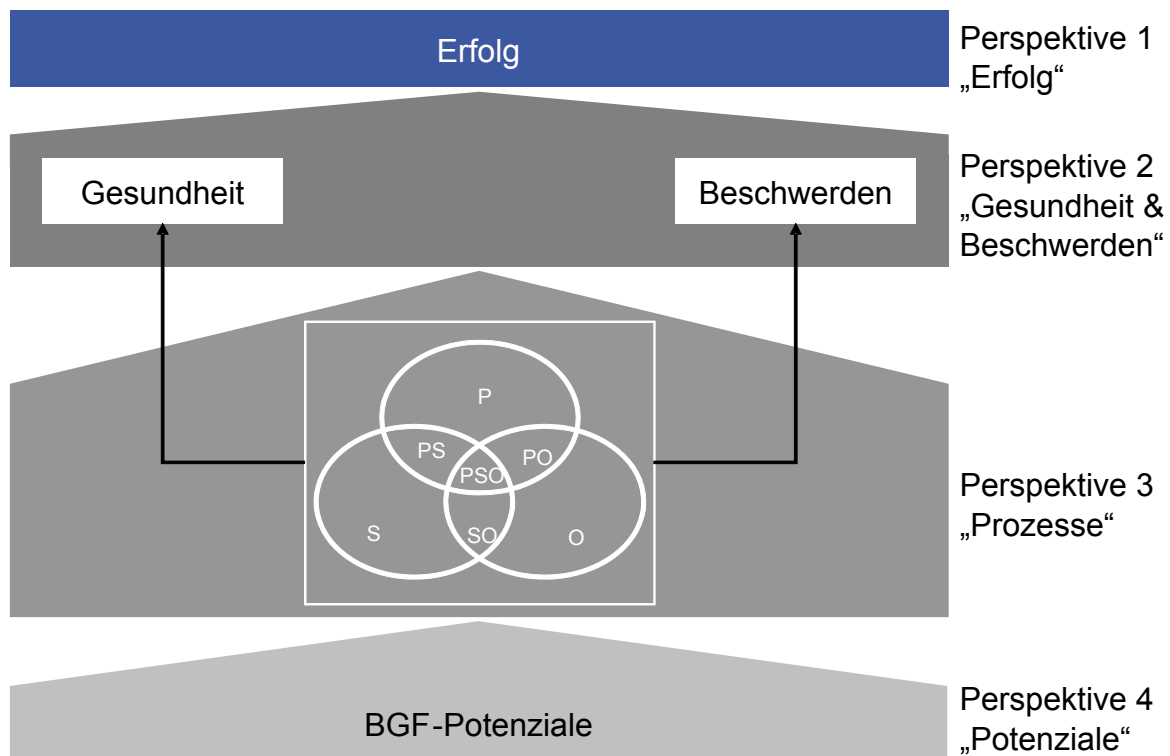 Erfolg
Perspektive 1
„Erfolg“
Gesundheit
Beschwerden
Perspektive 2
„Gesundheit &
Beschwerden“
P
PS
PO
PSO
S
SO
O
Perspektive 3
„Prozesse“
BGF-Potenziale
Perspektive 4
„Potenziale“